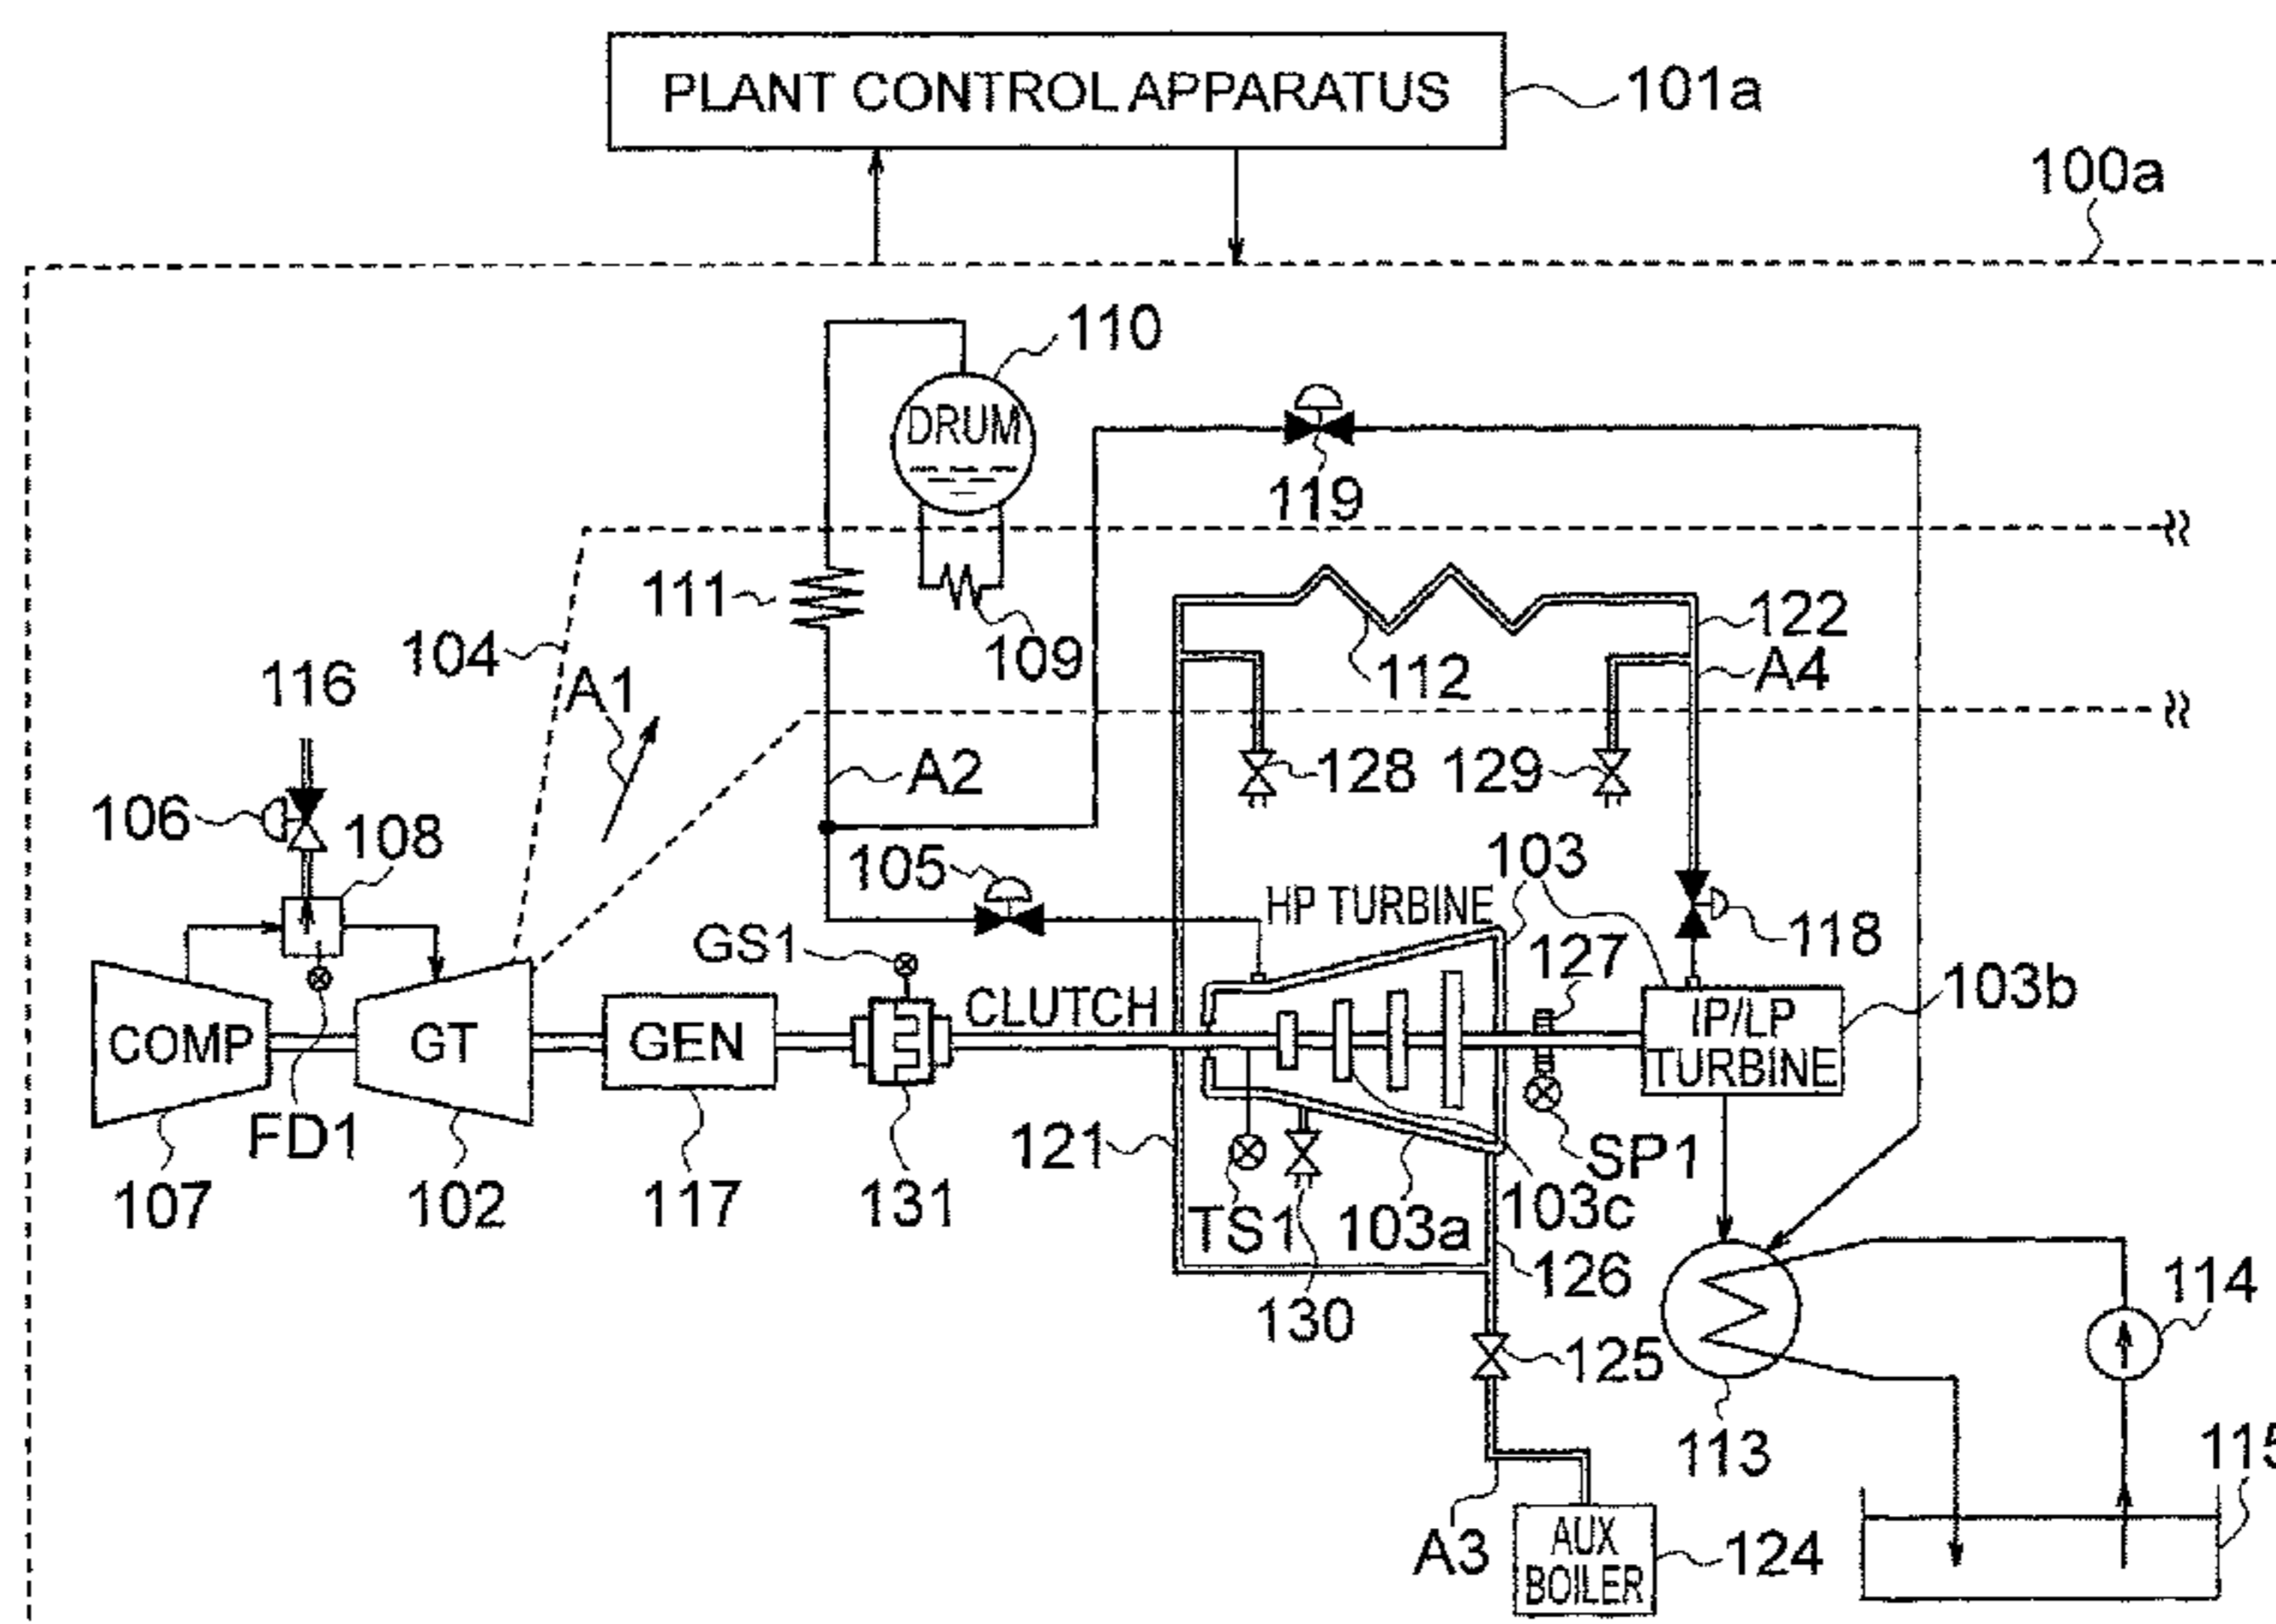 PLANT CONTROL APPARATUS
101a
100a
110
DRUM
119
111
109
104
122
112
A4
116
A1
A2
128
129
106
108
105
103
HP TURBINE
118
GS1
127
103b
CLUTCH
IP/LP
TURBINE
COMP
GT
GEN
FD1
121
SP1
107
102
117
131
TS1
103a
103c
126
114
130
125
113
115
A3
AUX
BOILER
124